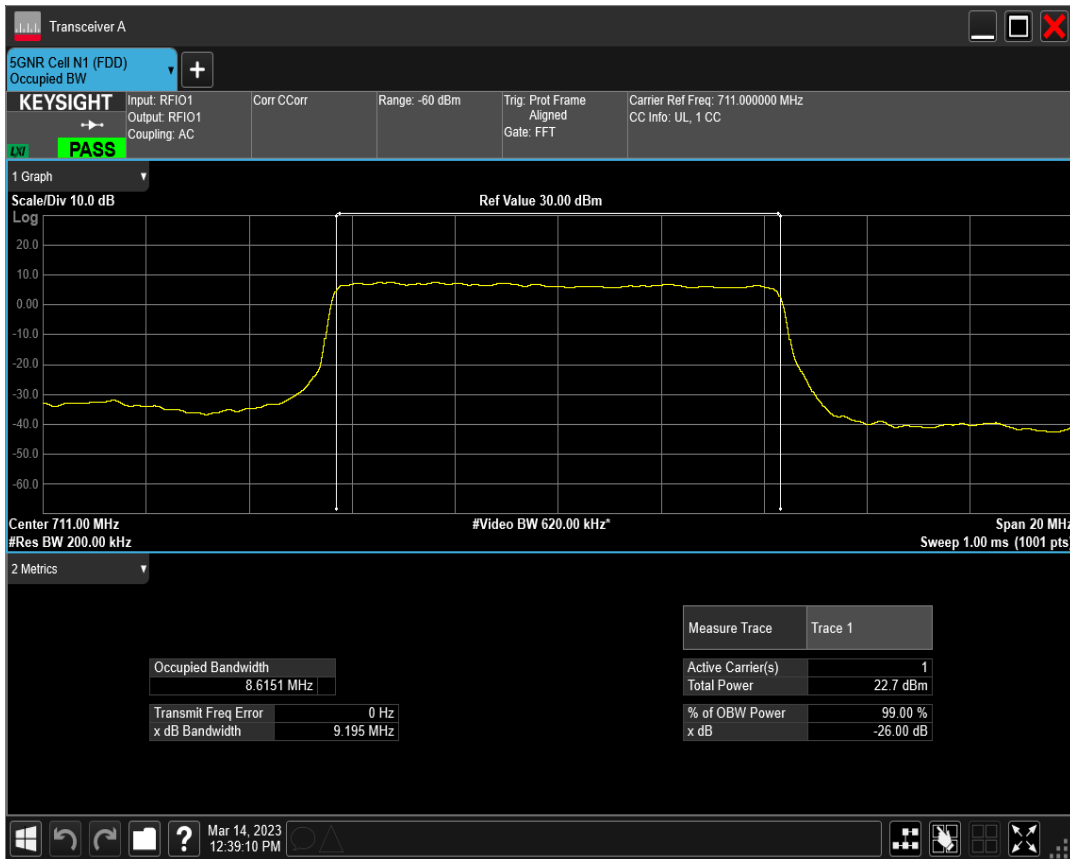 Transceiver A
5GNR Cell N1 (FDD)
Occupied BW
+
KEYSIGHT
LXI
PASS
Input: RFIO1
Output: RFIO1
Coupling: AC
Corr CCorr
Range: -60 dBm
Trig: Prot Frame
Aligned
Gate: FFT
Carrier Ref Freq: 711.000000 MHz
CC Info: UL, 1 CC
1 Graph
Scale/Div 10.0 dB
Ref Value 30.00 dBm
Log
20.0
10.0
0.00
-10.0
-20.0
-30.0
-40.0
-50.0
-60.0
Center 711.00 MHz
#Video BW 620.00 kHz*
Span 20 MHz
#Res BW 200.00 kHz
Sweep 1.00 ms (1001 pts)
2 Metrics
Measure Trace Trace 1
Occupied Bandwidth
8.6151 MHz
Active Carrier(s) 1
Total Power 22.7 dBm
Transmit Freq Error 0 Hz
x dB Bandwidth 9.195 MHz
% of OBW Power 99.00 %
x dB -26.00 dB
?
Mar 14, 2023
12:39:10 PM